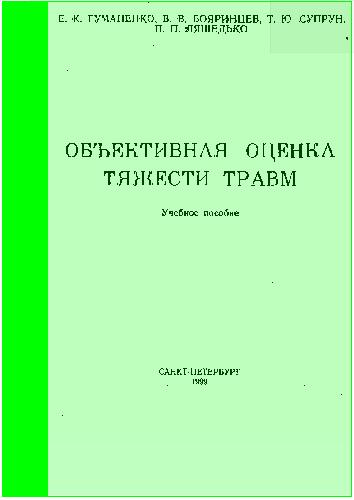 Е. К. ГУМАНЕНКО, В. В. БОЯРИНЦЕВ, Т. Ю. СУПРУН,
П. П. ЛЯШЕДЬКО
ОБЪЕКТИВНАЯ ОЦЕНКА
ТЯЖЕСТИ ТРАВМ
Учебное пособие
САНКТ-ПЕТЕРБУРГ
1999